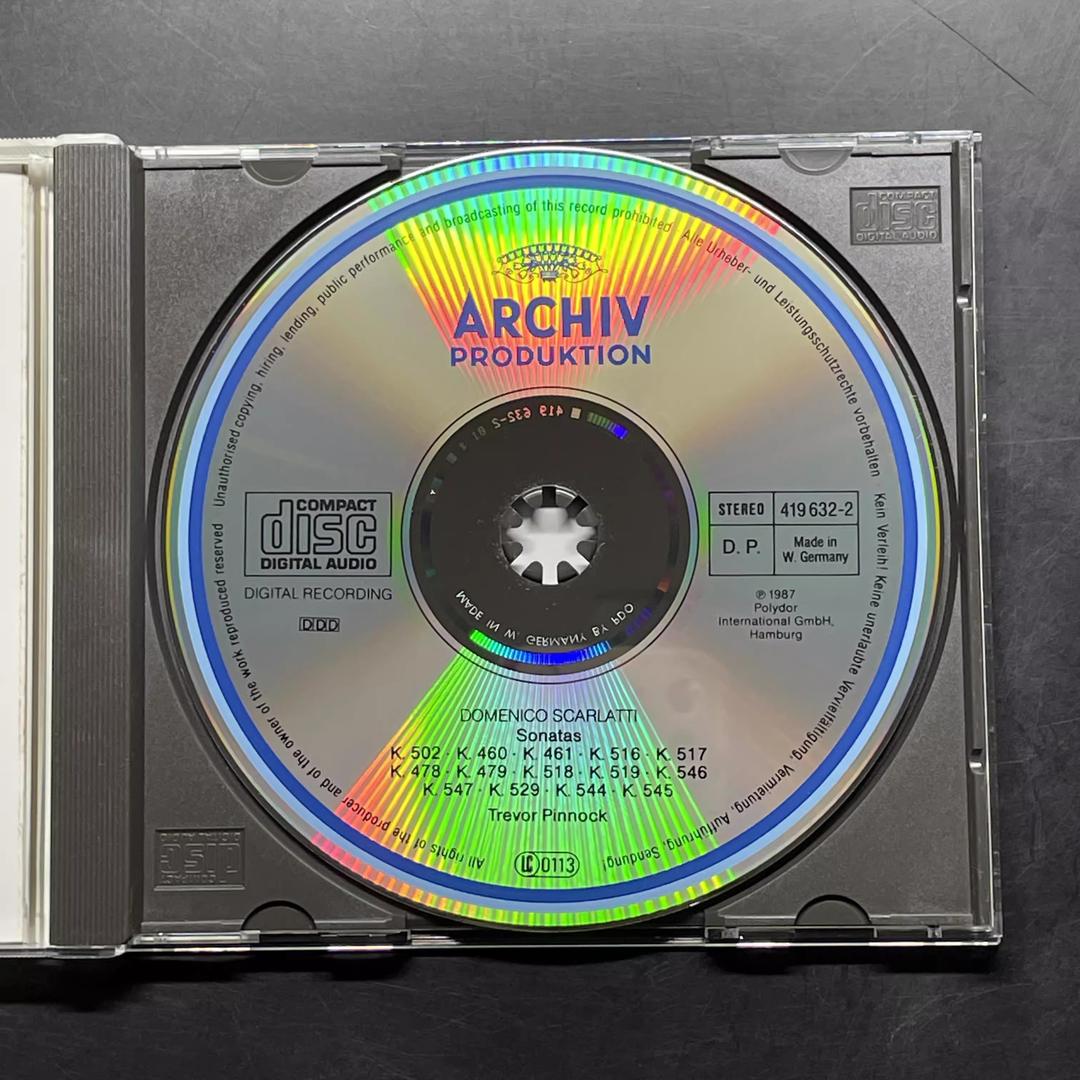 COMPACT
disc
DIGITAL AUDIO
Unauthorised copying, hiring, lending, public performance and broadcasting of this record prohibited
Alle Urheber- und Leistungsschutzrechte vorbehalten
Kein Verleih! Keine unerlaubte Vervielfältigung, Vermietung, Aufführung, Sendung!
All rights of the producer and of the owner of the work reproduced reserved
ARCHIV
PRODUKTION
419 632-2
COMPACT
disc
DIGITAL AUDIO
DIGITAL RECORDING
DDD
STEREO 419 632-2
D. P. Made in
W. Germany
℗ 1987
Polydor
International GmbH,
Hamburg
MADE IN W. GERMANY BY PDO
DOMENICO SCARLATTI
Sonatas
K. 502 · K. 460 · K. 461 · K. 516 · K. 517
K. 478 · K. 479 · K. 518 · K. 519 · K. 546
K. 547 · K. 529 · K. 544 · K. 545
Trevor Pinnock
LC 0113
COMPACT
disc
DIGITAL AUDIO